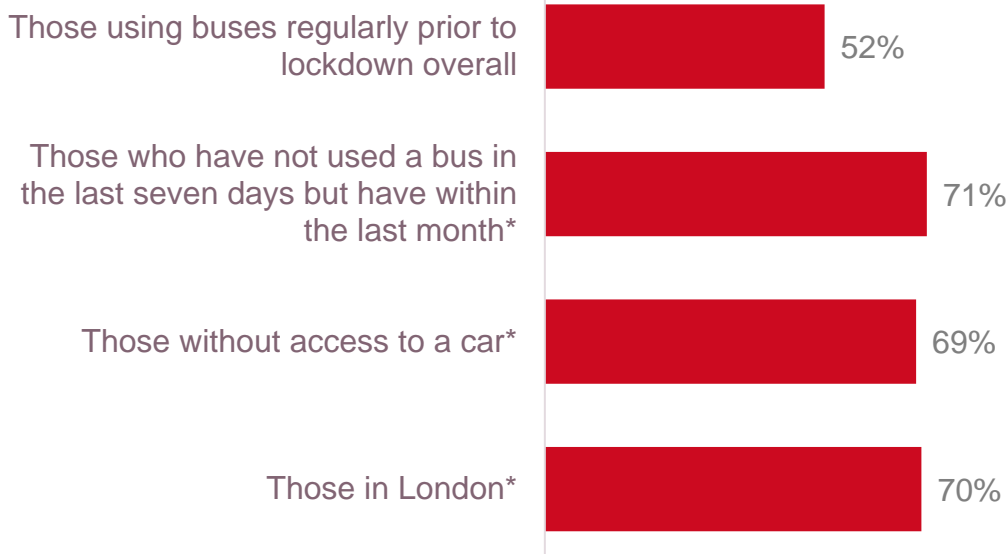 Those using buses regularly prior to
lockdown overall
52%
Those who have not used a bus in
the last seven days but have within
the last month*
71%
Those without access to a car*
69%
Those in London*
70%